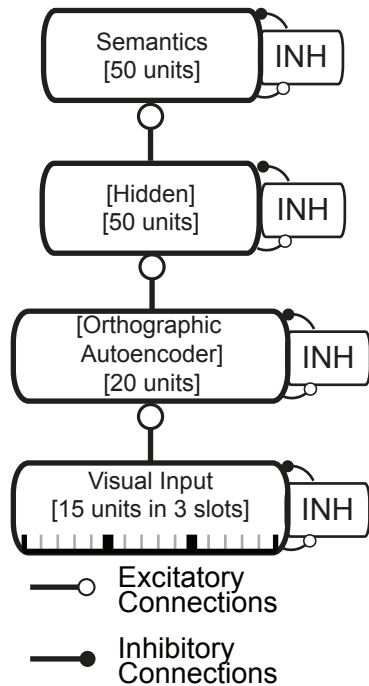 Semantics
[50 units]
INH
[Hidden]
[50 units]
INH
[Orthographic
Autoencoder]
[20 units]
INH
Visual Input
[15 units in 3 slots]
INH
Excitatory
Connections
Inhibitory
Connections